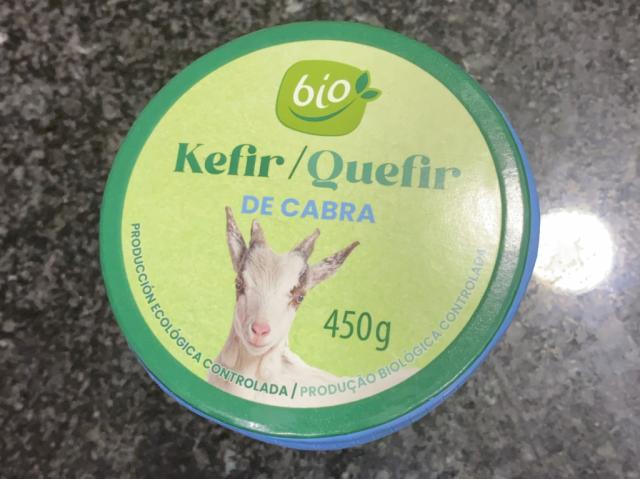 bio
Kefir/Quefir
DE CABRA
450g
PRODUCCIÓN ECOLÓGICA CONTROLADA / PRODUÇÃO BIOLÓGICA CONTROLADA